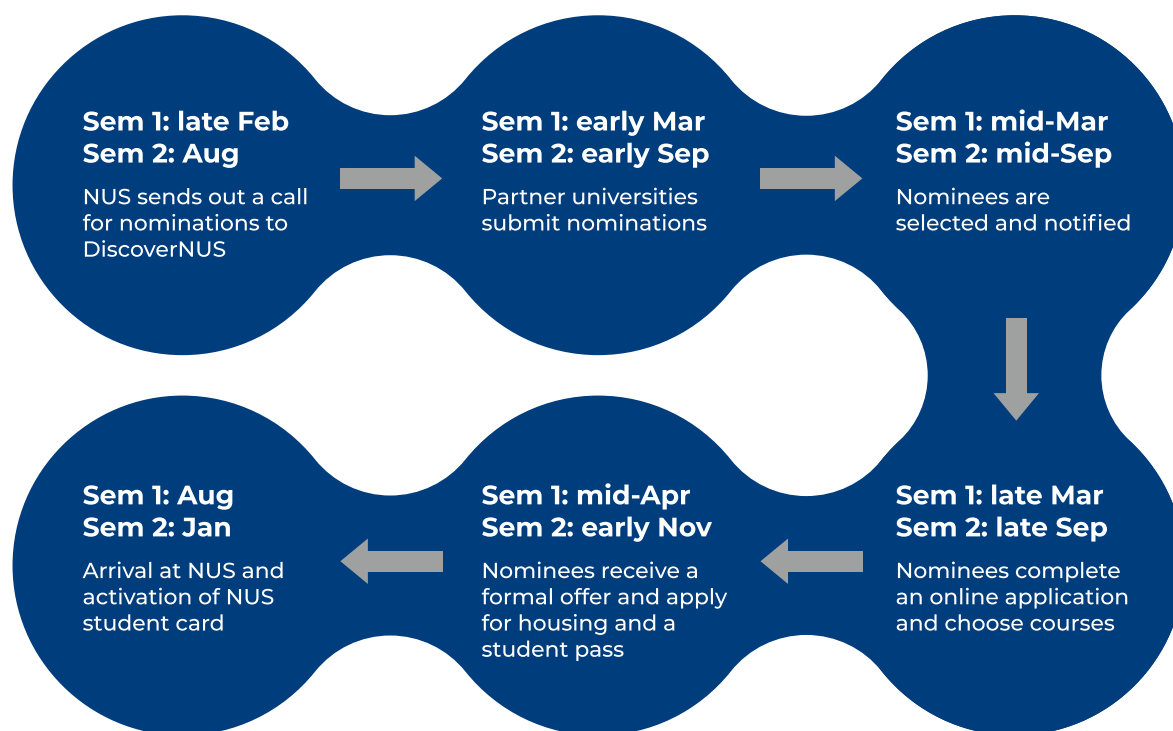 Sem 1: late Feb
Sem 2: Aug
NUS sends out a call
for nominations to
DiscoverNUS
Sem 1: early Mar
Sem 2: early Sep
Partner universities
submit nominations
Sem 1: mid-Mar
Sem 2: mid-Sep
Nominees are
selected and notified
Sem 1: late Mar
Sem 2: late Sep
Nominees complete
an online application
and choose courses
Sem 1: mid-Apr
Sem 2: early Nov
Nominees receive a
formal offer and apply
for housing and a
student pass
Sem 1: Aug
Sem 2: Jan
Arrival at NUS and
activation of NUS
student card